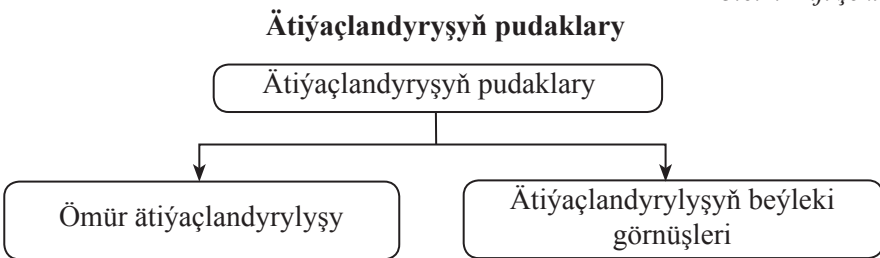 Ätiýaçlandyryşyň pudaklary
Ätiýaçlandyryşyň pudaklary
Ömür ätiýaçlandyrylyşy
Ätiýaçlandyrylyşyň beýleki
görnüşleri